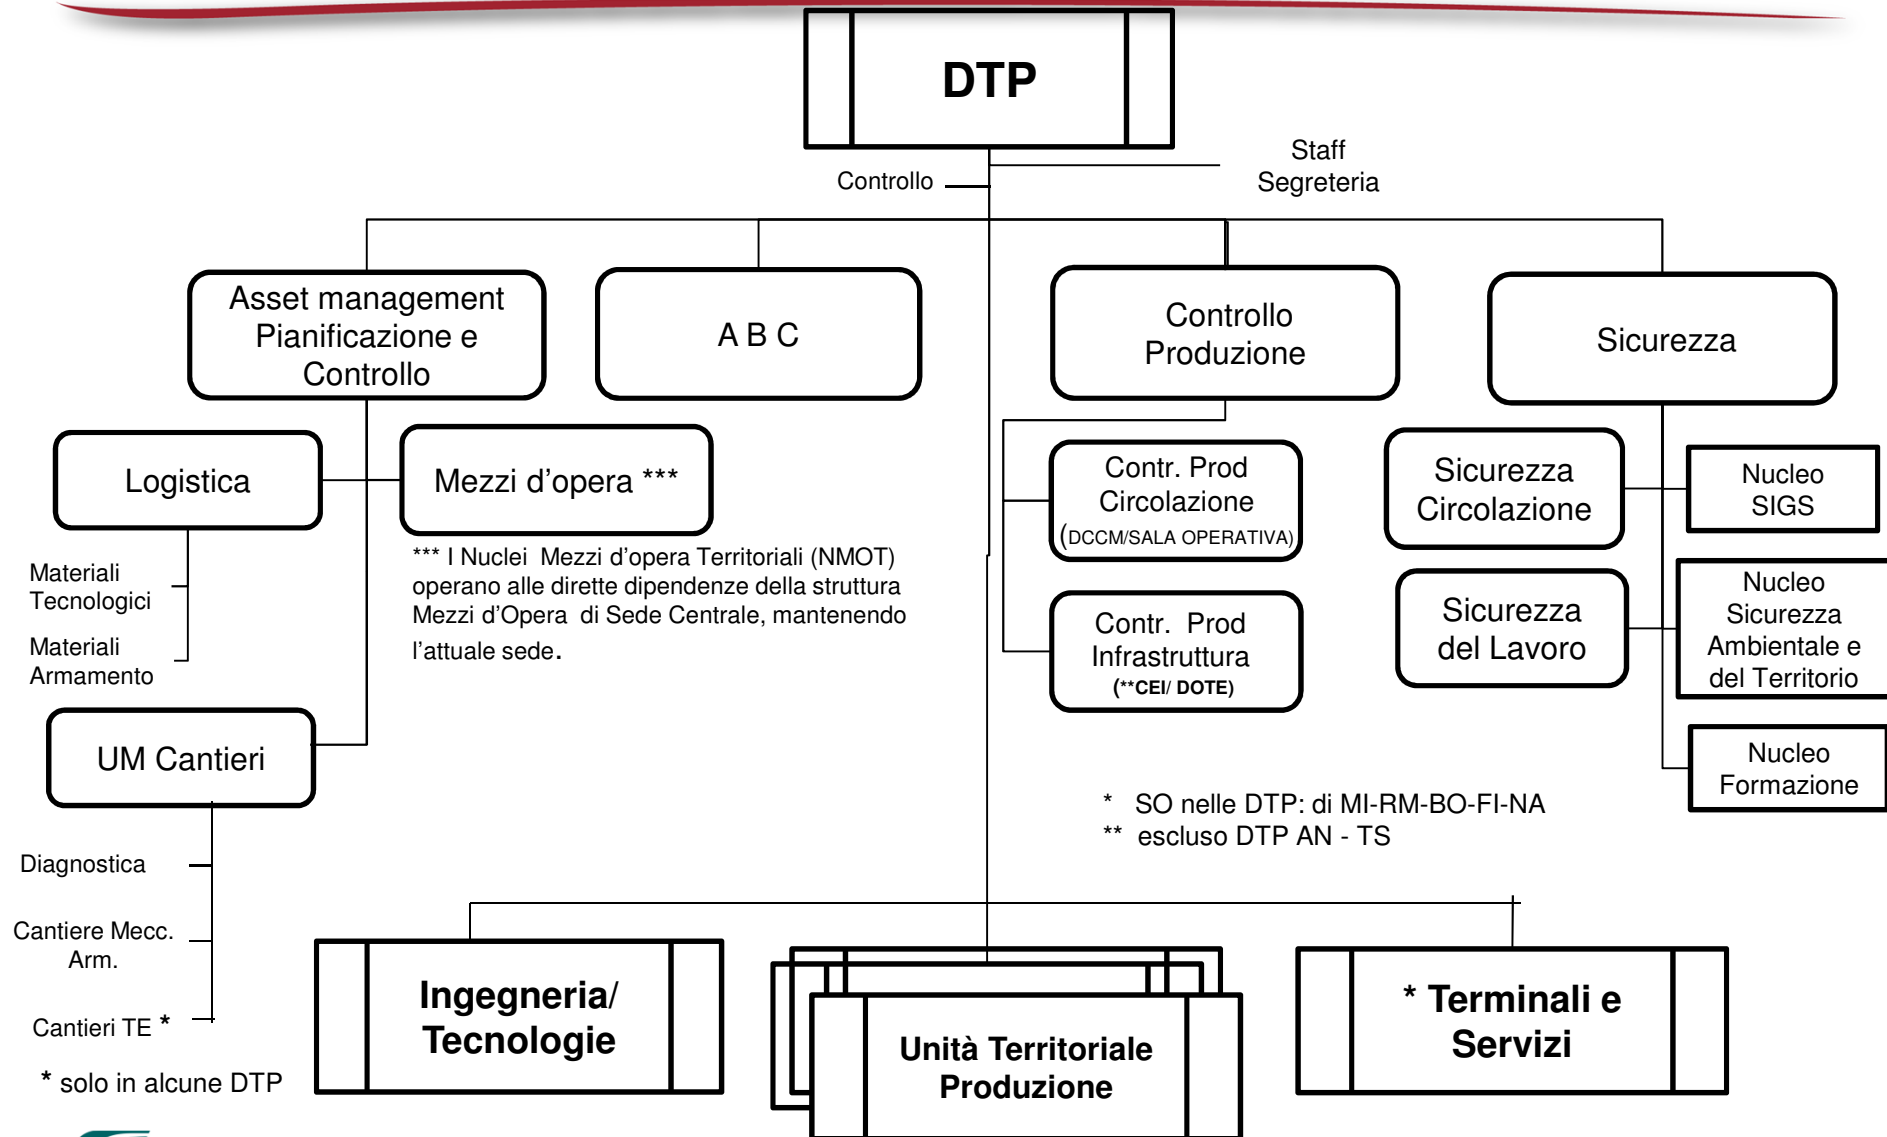 DTP
Staff
Segreteria
Controllo
Asset management
Pianificazione e
Controllo
A B C
Controllo
Produzione
Sicurezza
Logistica
Mezzi d'opera ***
Contr. Prod
Circolazione
(DCCM/SALA OPERATIVA)
Sicurezza
Circolazione
Nucleo
SIGS
*** I Nuclei Mezzi d'opera Territoriali (NMOT)
operano alle dirette dipendenze della struttura
Mezzi d'Opera di Sede Centrale, mantenendo
l'attuale sede.
Materiali
Tecnologici
Materiali
Armamento
Contr. Prod
Infrastruttura
(**CEI/ DOTE)
Sicurezza
del Lavoro
Nucleo
Sicurezza
Ambientale e
del Territorio
UM Cantieri
Nucleo
Formazione
* SO nelle DTP: di MI-RM-BO-FI-NA
** escluso DTP AN - TS
Diagnostica
Cantiere Mecc.
Arm.
Cantieri TE *
* solo in alcune DTP
Ingegneria/
Tecnologie
Unità Territoriale
Produzione
* Terminali e
Servizi